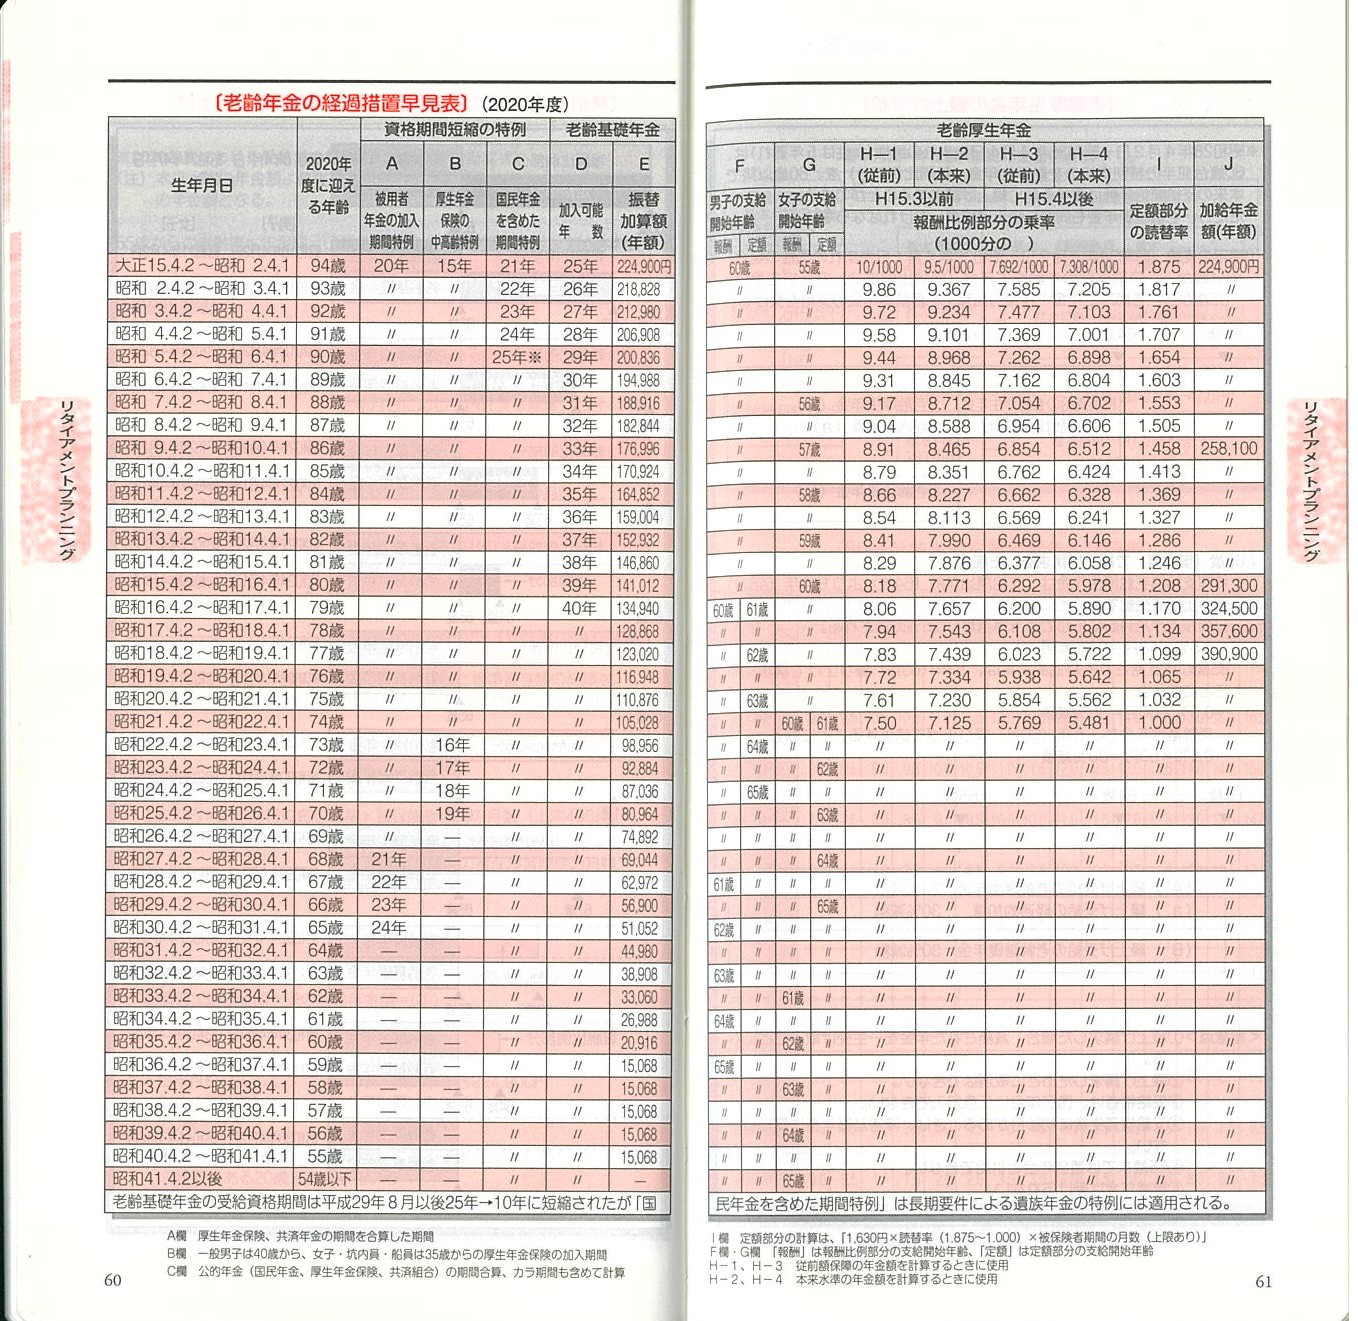 〔老齢年金の経過措置早見表〕(2020年度)
生年月日 2020年度に迎える年齢 資格期間短縮の特例 老齢基礎年金
A B C D E
被用者年金の加入期間特例 厚生年金保険の中高齢特例 国民年金を含めた期間特例 加入可能年数 振替加算額(年額)
大正15.4.2～昭和 2.4.1 94歳 20年 15年 21年 25年 224,900円
昭和 2.4.2～昭和 3.4.1 93歳 〃 〃 22年 26年 218,828
昭和 3.4.2～昭和 4.4.1 92歳 〃 〃 23年 27年 212,980
昭和 4.4.2～昭和 5.4.1 91歳 〃 〃 24年 28年 206,908
昭和 5.4.2～昭和 6.4.1 90歳 〃 〃 25年※ 29年 200,836
昭和 6.4.2～昭和 7.4.1 89歳 〃 〃 〃 30年 194,988
昭和 7.4.2～昭和 8.4.1 88歳 〃 〃 〃 31年 188,916
昭和 8.4.2～昭和 9.4.1 87歳 〃 〃 〃 32年 182,844
昭和 9.4.2～昭和10.4.1 86歳 〃 〃 〃 33年 176,996
昭和10.4.2～昭和11.4.1 85歳 〃 〃 〃 34年 170,924
昭和11.4.2～昭和12.4.1 84歳 〃 〃 〃 35年 164,852
昭和12.4.2～昭和13.4.1 83歳 〃 〃 〃 36年 159,004
昭和13.4.2～昭和14.4.1 82歳 〃 〃 〃 37年 152,932
昭和14.4.2～昭和15.4.1 81歳 〃 〃 〃 38年 146,860
昭和15.4.2～昭和16.4.1 80歳 〃 〃 〃 39年 141,012
昭和16.4.2～昭和17.4.1 79歳 〃 〃 〃 40年 134,940
昭和17.4.2～昭和18.4.1 78歳 〃 〃 〃 〃 128,868
昭和18.4.2～昭和19.4.1 77歳 〃 〃 〃 〃 123,020
昭和19.4.2～昭和20.4.1 76歳 〃 〃 〃 〃 116,948
昭和20.4.2～昭和21.4.1 75歳 〃 〃 〃 〃 110,876
昭和21.4.2～昭和22.4.1 74歳 〃 〃 〃 〃 105,028
昭和22.4.2～昭和23.4.1 73歳 〃 16年 〃 〃 98,956
昭和23.4.2～昭和24.4.1 72歳 〃 17年 〃 〃 92,884
昭和24.4.2～昭和25.4.1 71歳 〃 18年 〃 〃 87,036
昭和25.4.2～昭和26.4.1 70歳 〃 19年 〃 〃 80,964
昭和26.4.2～昭和27.4.1 69歳 〃 ― 〃 〃 74,892
昭和27.4.2～昭和28.4.1 68歳 21年 ― 〃 〃 69,044
昭和28.4.2～昭和29.4.1 67歳 22年 ― 〃 〃 62,972
昭和29.4.2～昭和30.4.1 66歳 23年 ― 〃 〃 56,900
昭和30.4.2～昭和31.4.1 65歳 24年 ― 〃 〃 51,052
昭和31.4.2～昭和32.4.1 64歳 ― ― 〃 〃 44,980
昭和32.4.2～昭和33.4.1 63歳 ― ― 〃 〃 38,908
昭和33.4.2～昭和34.4.1 62歳 ― ― 〃 〃 33,060
昭和34.4.2～昭和35.4.1 61歳 ― ― 〃 〃 26,988
昭和35.4.2～昭和36.4.1 60歳 ― ― 〃 〃 20,916
昭和36.4.2～昭和37.4.1 59歳 ― ― 〃 〃 15,068
昭和37.4.2～昭和38.4.1 58歳 ― ― 〃 〃 15,068
昭和38.4.2～昭和39.4.1 57歳 ― ― 〃 〃 15,068
昭和39.4.2～昭和40.4.1 56歳 ― ― 〃 〃 15,068
昭和40.4.2～昭和41.4.1 55歳 ― ― 〃 〃 15,068
昭和41.4.2以後 54歳以下 ― ― 〃 〃 ―
老齢基礎年金の受給資格期間は平成29年8月以後25年→10年に短縮されたが「国
A欄 厚生年金保険、共済年金の期間を合算した期間
B欄 一般男子は40歳から、女子・坑内員・船員は35歳からの厚生年金保険の加入期間
C欄 公的年金(国民年金、厚生年金保険、共済組合)の期間合算、カラ期間も含めて計算
60
リタイアメントプランニング
老齢厚生年金
F G H－1(従前) H－2(本来) H－3(従前) H－4(本来) I J
男子の支給開始年齢 女子の支給開始年齢 H15.3以前 H15.4以後 定額部分の読替率 加給年金額(年額)
報酬 定額 報酬 定額 報酬比例部分の乗率(1000分の )
60歳 55歳 10/1000 9.5/1000 7.692/1000 7.308/1000 1.875 224,900円
〃 〃 9.86 9.367 7.585 7.205 1.817 〃
〃 〃 9.72 9.234 7.477 7.103 1.761 〃
〃 〃 9.58 9.101 7.369 7.001 1.707 〃
〃 〃 9.44 8.968 7.262 6.898 1.654 〃
〃 〃 9.31 8.845 7.162 6.804 1.603 〃
〃 56歳 9.17 8.712 7.054 6.702 1.553 〃
〃 〃 9.04 8.588 6.954 6.606 1.505 〃
〃 57歳 8.91 8.465 6.854 6.512 1.458 258,100
〃 〃 8.79 8.351 6.762 6.424 1.413 〃
〃 58歳 8.66 8.227 6.662 6.328 1.369 〃
〃 〃 8.54 8.113 6.569 6.241 1.327 〃
〃 59歳 8.41 7.990 6.469 6.146 1.286 〃
〃 〃 8.29 7.876 6.377 6.058 1.246 〃
〃 60歳 8.18 7.771 6.292 5.978 1.208 291,300
60歳 61歳 〃 8.06 7.657 6.200 5.890 1.170 324,500
〃 〃 〃 7.94 7.543 6.108 5.802 1.134 357,600
〃 62歳 〃 7.83 7.439 6.023 5.722 1.099 390,900
〃 〃 〃 7.72 7.334 5.938 5.642 1.065 〃
〃 63歳 〃 7.61 7.230 5.854 5.562 1.032 〃
〃 〃 60歳 61歳 7.50 7.125 5.769 5.481 1.000 〃
〃 64歳 〃 〃 〃 〃 〃 〃 〃 〃
〃 〃 〃 62歳 〃 〃 〃 〃 〃 〃
〃 65歳 〃 〃 〃 〃 〃 〃 〃 〃
〃 〃 〃 63歳 〃 〃 〃 〃 〃 〃
〃 〃 〃 〃 〃 〃 〃 〃 〃 〃
〃 〃 〃 64歳 〃 〃 〃 〃 〃 〃
61歳 〃 〃 〃 〃 〃 〃 〃 〃 〃
〃 〃 〃 65歳 〃 〃 〃 〃 〃 〃
62歳 〃 〃 〃 〃 〃 〃 〃 〃 〃
〃 〃 〃 〃 〃 〃 〃 〃 〃 〃
63歳 〃 〃 〃 〃 〃 〃 〃 〃 〃
〃 〃 61歳 〃 〃 〃 〃 〃 〃 〃
64歳 〃 〃 〃 〃 〃 〃 〃 〃 〃
〃 〃 62歳 〃 〃 〃 〃 〃 〃 〃
65歳 〃 〃 〃 〃 〃 〃 〃 〃 〃
〃 〃 63歳 〃 〃 〃 〃 〃 〃 〃
〃 〃 〃 〃 〃 〃 〃 〃 〃 〃
〃 〃 64歳 〃 〃 〃 〃 〃 〃 〃
〃 〃 〃 〃 〃 〃 〃 〃 〃 〃
〃 〃 65歳 〃 〃 〃 〃 〃 〃 〃
民年金を含めた期間特例」は長期要件による遺族年金の特例には適用される。
I欄 定額部分の計算は、「1,630円×読替率(1.875～1.000)×被保険者期間の月数(上限あり)」
F欄・G欄 「報酬」は報酬比例部分の支給開始年齢、「定額」は定額部分の支給開始年齢
H－1、H－3 従前額保障の年金額を計算するときに使用
H－2、H－4 本来水準の年金額を計算するときに使用
61
リタイアメントプランニング